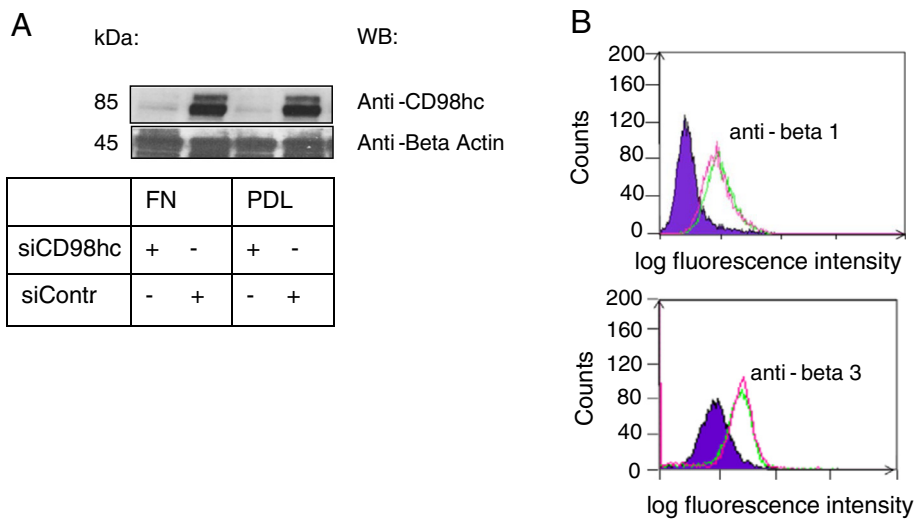 A
kDa:
WB:
85
Anti-CD98hc
45
Anti-Beta Actin
FN
PDL
siCD98hc
+
-
+
-
siContr
-
+
-
+
B
200
160
120
80
40
0
Counts
anti-beta 1
log fluorescence intensity
200
160
120
80
40
0
Counts
anti-beta 3
log fluorescence intensity